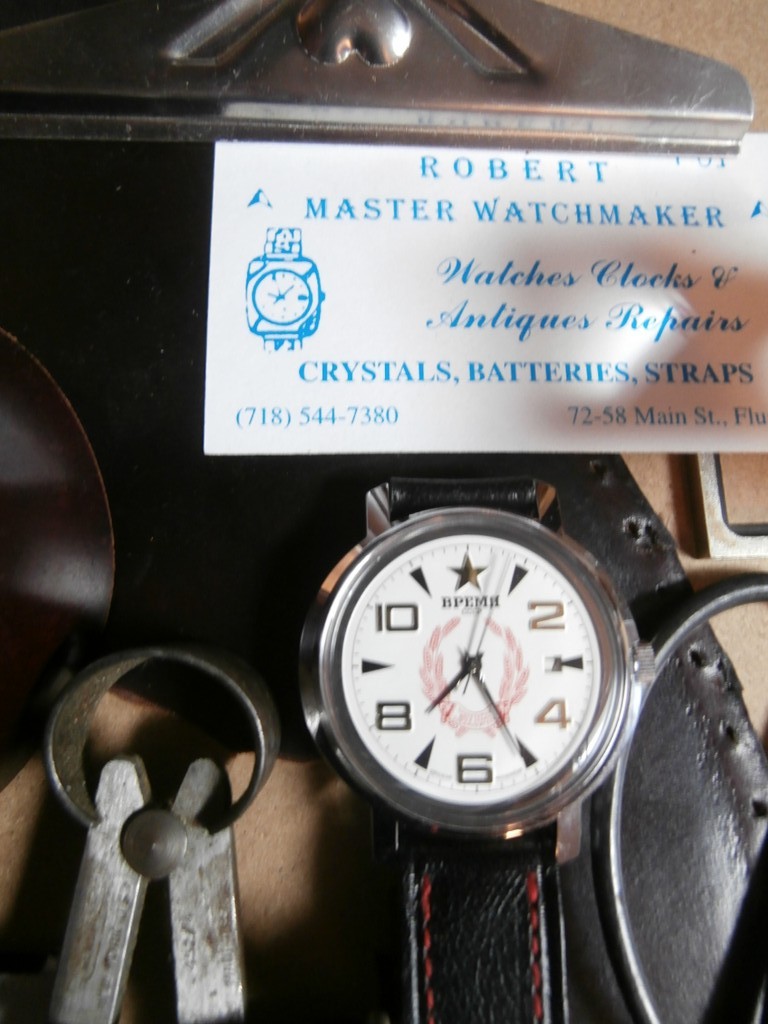 ROBERT
MASTER WATCHMAKER
Watches Clocks &
Antiques Repairs
CRYSTALS, BATTERIES, STRAPS
(718) 544-7380 72-58 Main St., Flu
ВРЕМЯ
10 2
8 4
6